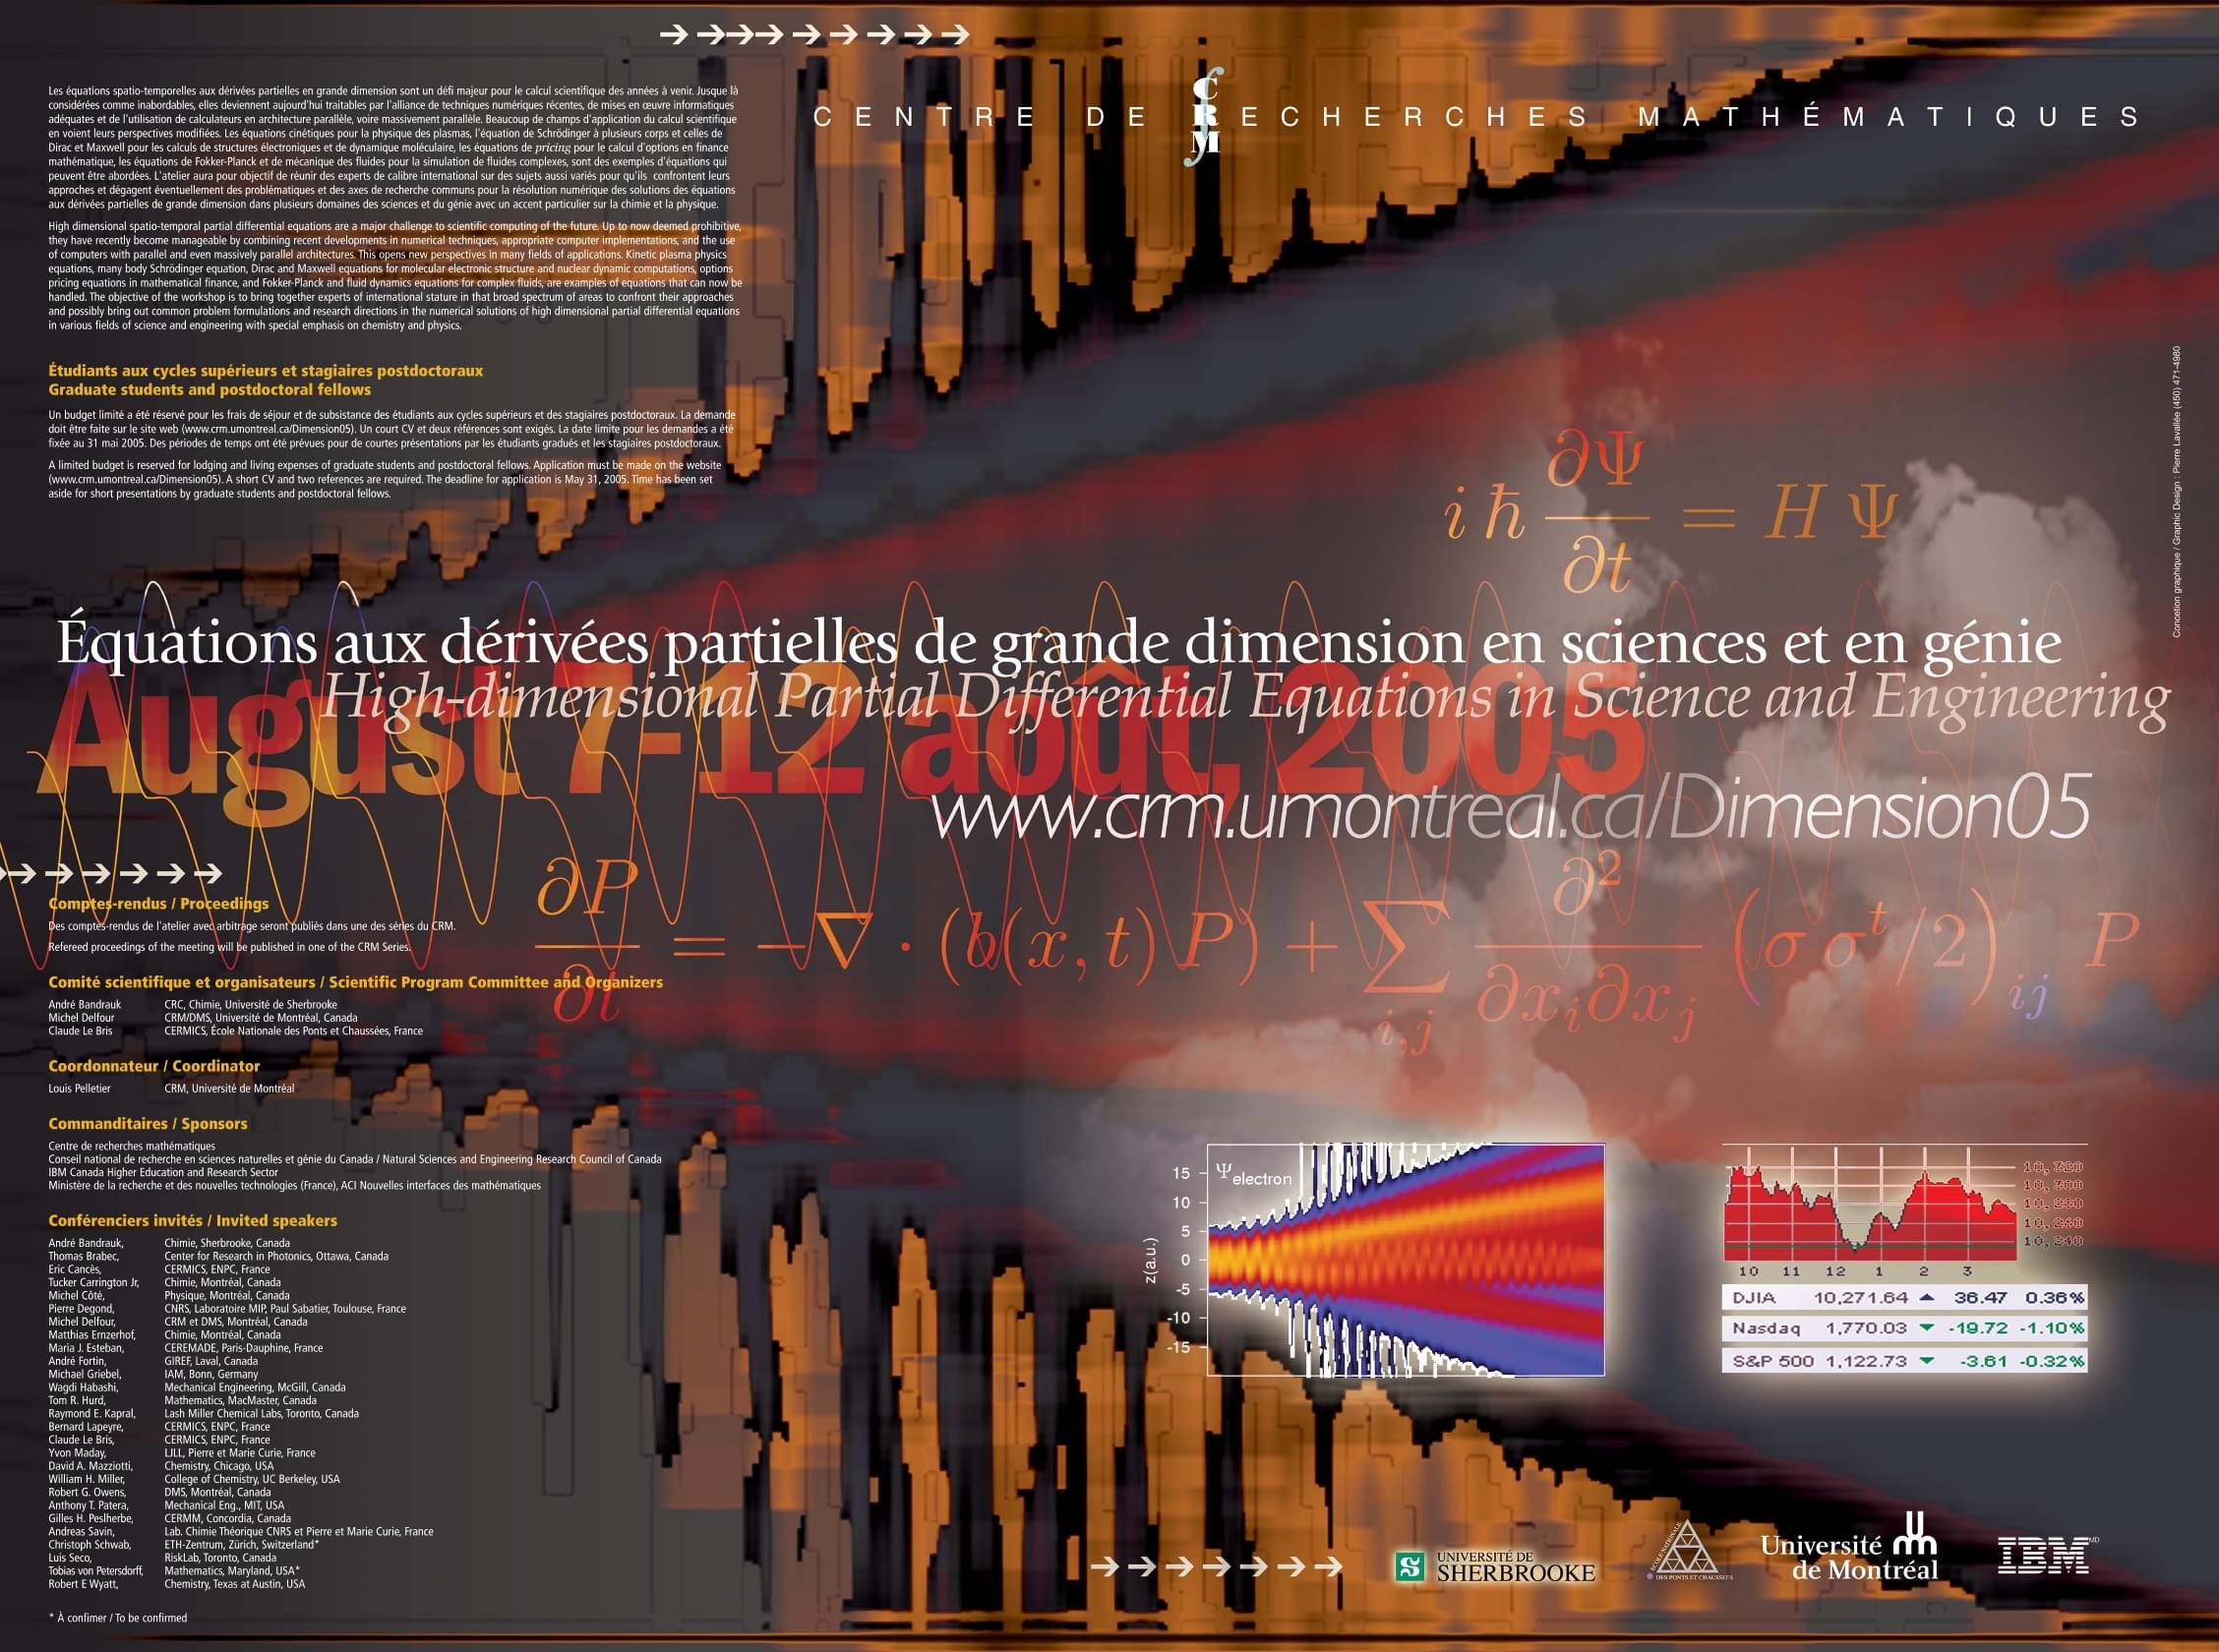 Les équations spatio-temporelles aux dérivées partielles en grande dimension sont un défi majeur pour le calcul scientifique des années à venir. Jusque là
considérées comme inabordables, elles deviennent aujourd'hui traitables par l'alliance de techniques numériques récentes, de mises en œuvre informatiques
adéquates et de l'utilisation de calculateurs en architecture parallèle, voire massivement parallèle. Beaucoup de champs d'application du calcul scientifique
en voient leurs perspectives modifiées. Les équations cinétiques pour la physique des plasmas, l'équation de Schrödinger à plusieurs corps et celles de
Dirac et Maxwell pour les calculs de structures électroniques et de dynamique moléculaire, les équations de pricing pour le calcul d'options en finance
mathématique, les équations de Fokker-Planck et de mécanique des fluides pour la simulation de fluides complexes, sont des exemples d'équations qui
peuvent être abordées. L'atelier aura pour objectif de réunir des experts de calibre international sur des sujets aussi variés pour qu'ils confrontent leurs
approches et dégagent éventuellement des problématiques et des axes de recherche communs pour la résolution numérique des solutions des équations
aux dérivées partielles de grande dimension dans plusieurs domaines des sciences et du génie avec un accent particulier sur la chimie et la physique.
High dimensional spatio-temporal partial differential equations are a major challenge to scientific computing of the future. Up to now deemed prohibitive,
they have recently become manageable by combining recent developments in numerical techniques, appropriate computer implementations, and the use
of computers with parallel and even massively parallel architectures. This opens new perspectives in many fields of applications. Kinetic plasma physics
equations, many body Schrödinger equation, Dirac and Maxwell equations for molecular electronic structure and nuclear dynamic computations, options
pricing equations in mathematical finance, and Fokker-Planck and fluid dynamics equations for complex fluids, are examples of equations that can now be
handled. The objective of the workshop is to bring together experts of international stature in that broad spectrum of areas to confront their approaches
and possibly bring out common problem formulations and research directions in the numerical solutions of high dimensional partial differential equations
in various fields of science and engineering with special emphasis on chemistry and physics.
CENTRE DE RECHERCHES MATHÉMATIQUES
CRM
Étudiants aux cycles supérieurs et stagiaires postdoctoraux
Graduate students and postdoctoral fellows
Un budget limité a été réservé pour les frais de séjour et de subsistance des étudiants aux cycles supérieurs et des stagiaires postdoctoraux. La demande
doit être faite sur le site web (www.crm.umontreal.ca/Dimension05). Un court CV et deux références sont exigés. La date limite pour les demandes a été
fixée au 31 mai 2005. Des périodes de temps ont été prévues pour de courtes présentations par les étudiants gradués et les stagiaires postdoctoraux.
A limited budget is reserved for lodging and living expenses of graduate students and postdoctoral fellows. Application must be made on the website
(www.crm.umontreal.ca/Dimension05). A short CV and two references are required. The deadline for application is May 31, 2005. Time has been set
aside for short presentations by graduate students and postdoctoral fellows.
Concetion graphique / Graphic Design : Pierre Lavallée (450) 471-4980
iħ ∂Ψ/∂t = H Ψ
Équations aux dérivées partielles de grande dimension en sciences et en génie
High-dimensional Partial Differential Equations in Science and Engineering
August 7-12 août, 2005
www.crm.umontreal.ca/Dimension05
∂P/∂t = −∇ · (b(x, t) P) + ∑i,j ∂²/∂xi∂xj (σ σ^t/2)ij P
Comptes-rendus / Proceedings
Des comptes-rendus de l'atelier avec arbitrage seront publiés dans une des séries du CRM.
Refereed proceedings of the meeting will be published in one of the CRM Series.
Comité scientifique et organisateurs / Scientific Program Committee and Organizers
André Bandrauk CRC, Chimie, Université de Sherbrooke
Michel Delfour CRM/DMS, Université de Montréal, Canada
Claude Le Bris CERMICS, École Nationale des Ponts et Chaussées, France
Coordonnateur / Coordinator
Louis Pelletier CRM, Université de Montréal
Commanditaires / Sponsors
Centre de recherches mathématiques
Conseil national de recherche en sciences naturelles et génie du Canada / Natural Sciences and Engineering Research Council of Canada
IBM Canada Higher Education and Research Sector
Ministère de la recherche et des nouvelles technologies (France), ACI Nouvelles interfaces des mathématiques
Conférenciers invités / Invited speakers
André Bandrauk, Chimie, Sherbrooke, Canada
Thomas Brabec, Center for Research in Photonics, Ottawa, Canada
Eric Cancès, CERMICS, ENPC, France
Tucker Carrington Jr, Chimie, Montréal, Canada
Michel Côté, Physique, Montréal, Canada
Pierre Degond, CNRS, Laboratoire MIP, Paul Sabatier, Toulouse, France
Michel Delfour, CRM et DMS, Montréal, Canada
Matthias Ernzerhof, Chimie, Montréal, Canada
Maria J. Esteban, CEREMADE, Paris-Dauphine, France
André Fortin, GIREF, Laval, Canada
Michael Griebel, IAM, Bonn, Germany
Wagdi Habashi, Mechanical Engineering, McGill, Canada
Tom R. Hurd, Mathematics, MacMaster, Canada
Raymond E. Kapral, Lash Miller Chemical Labs, Toronto, Canada
Bernard Lapeyre, CERMICS, ENPC, France
Claude Le Bris, CERMICS, ENPC, France
Yvon Maday, LJLL, Pierre et Marie Curie, France
David A. Mazziotti, Chemistry, Chicago, USA
William H. Miller, College of Chemistry, UC Berkeley, USA
Robert G. Owens, DMS, Montréal, Canada
Anthony T. Patera, Mechanical Eng., MIT, USA
Gilles H. Peslherbe, CERMM, Concordia, Canada
Andreas Savin, Lab. Chimie Théorique CNRS et Pierre et Marie Curie, France
Christoph Schwab, ETH-Zentrum, Zürich, Switzerland*
Luis Seco, RiskLab, Toronto, Canada
Tobias von Petersdorff, Mathematics, Maryland, USA*
Robert E Wyatt, Chemistry, Texas at Austin, USA
* À confimer / To be confirmed
Ψelectron
z(a.u.)
15
10
5
0
-5
-10
-15
10,320
10,300
10,280
10,260
10,240
10 11 12 1 2 3
DJIA 10,271.64 ▲ 36.47 0.36%
Nasdaq 1,770.03 ▼ -19.72 -1.10%
S&P 500 1,122.73 ▼ -3.61 -0.32%
UNIVERSITÉ DE
SHERBROOKE
ÉCOLE NATIONALE
DES PONTS ET CHAUSSÉES
Université
de Montréal
IBM MD